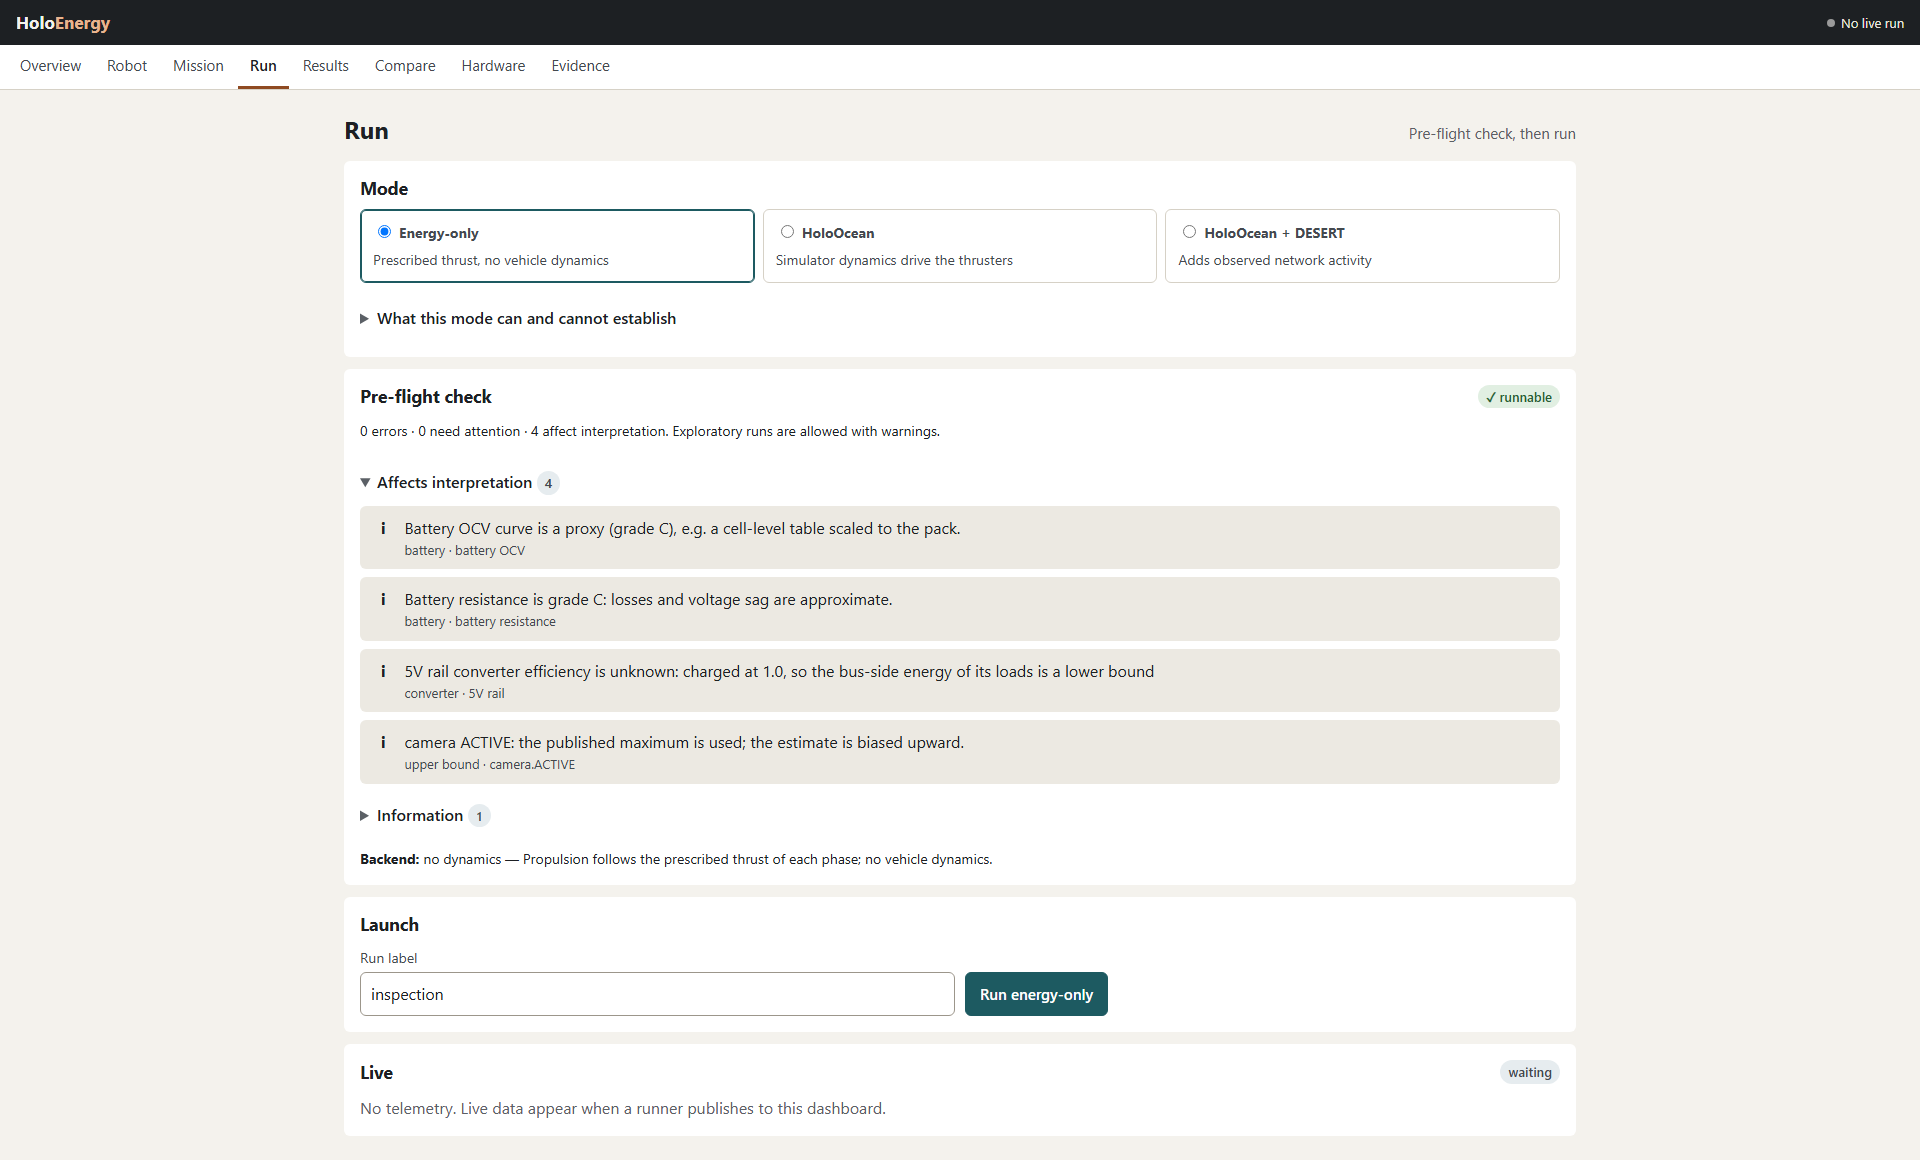 HoloEnergy
No live run
Overview Robot Mission Run Results Compare Hardware Evidence
Run
Pre-flight check, then run
Mode
Energy-only
Prescribed thrust, no vehicle dynamics
HoloOcean
Simulator dynamics drive the thrusters
HoloOcean + DESERT
Adds observed network activity
What this mode can and cannot establish
Pre-flight check
✓ runnable
0 errors · 0 need attention · 4 affect interpretation. Exploratory runs are allowed with warnings.
Affects interpretation 4
i Battery OCV curve is a proxy (grade C), e.g. a cell-level table scaled to the pack.
battery · battery OCV
i Battery resistance is grade C: losses and voltage sag are approximate.
battery · battery resistance
i 5V rail converter efficiency is unknown: charged at 1.0, so the bus-side energy of its loads is a lower bound
converter · 5V rail
i camera ACTIVE: the published maximum is used; the estimate is biased upward.
upper bound · camera.ACTIVE
Information 1
Backend: no dynamics — Propulsion follows the prescribed thrust of each phase; no vehicle dynamics.
Launch
Run label
inspection
Run energy-only
Live
waiting
No telemetry. Live data appear when a runner publishes to this dashboard.